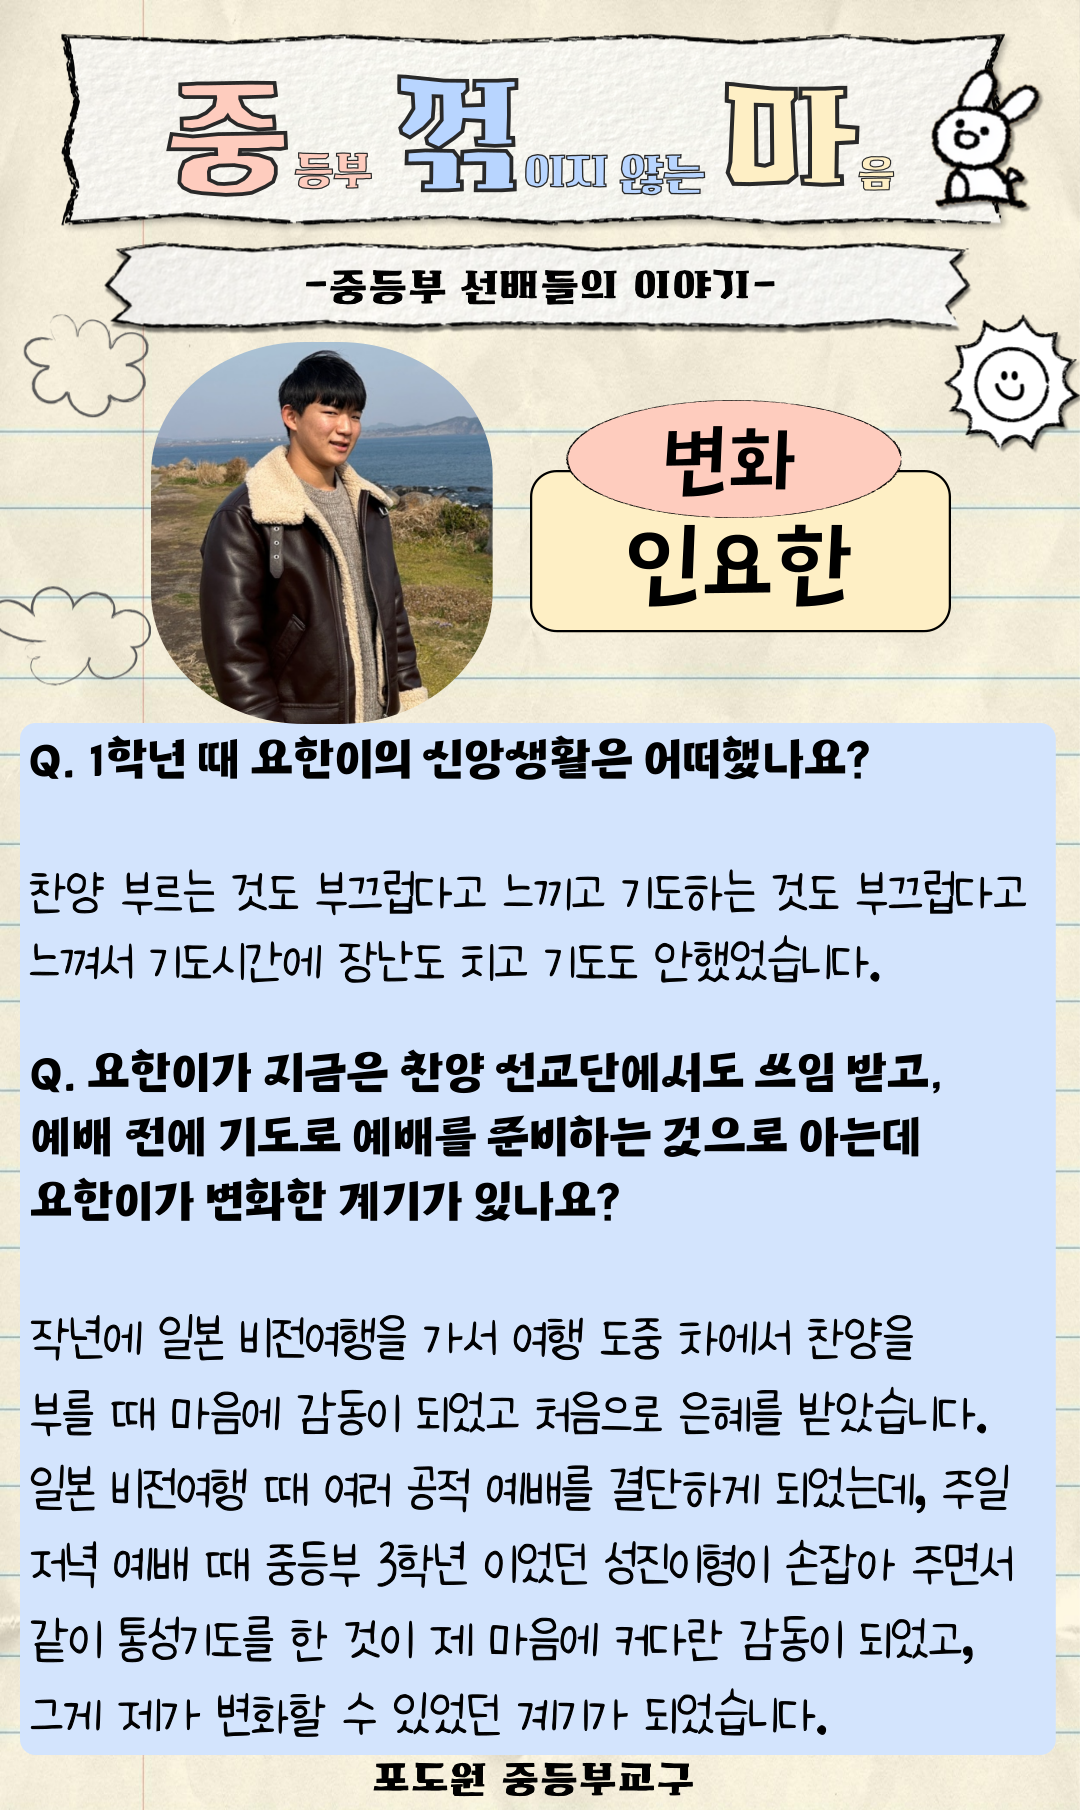 중등부 꺾이지 않는 마음
-중등부 선배들의 이야기-
변화
인요한
Q. 1학년 때 요한이의 신앙생활은 어떠했나요?
찬양 부르는 것도 부끄럽다고 느끼고 기도하는 것도 부끄럽다고
느껴서 기도시간에 장난도 치고 기도도 안했었습니다.
Q. 요한이가 지금은 찬양 선교단에서도 쓰임 받고,
예배 전에 기도로 예배를 준비하는 것으로 아는데
요한이가 변화한 계기가 있나요?
작년에 일본 비전여행을 가서 여행 도중 차에서 찬양을
부를 때 마음에 감동이 되었고 처음으로 은혜를 받았습니다.
일본 비전여행 때 여러 공적 예배를 결단하게 되었는데, 주일
저녁 예배 때 중등부 3학년 이었던 성진이형이 손잡아 주면서
같이 통성기도를 한 것이 제 마음에 커다란 감동이 되었고,
그게 제가 변화할 수 있었던 계기가 되었습니다.
포도원 중등부교구